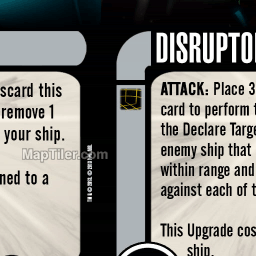 scard this
remove 1
your ship.
ned to a
MapTiler.com
DISRUPTO
ATTACK: Place 3
card to perform t
the Declare Targe
enemy ship that
within range and
against each of t
This Upgrade cos
ship.